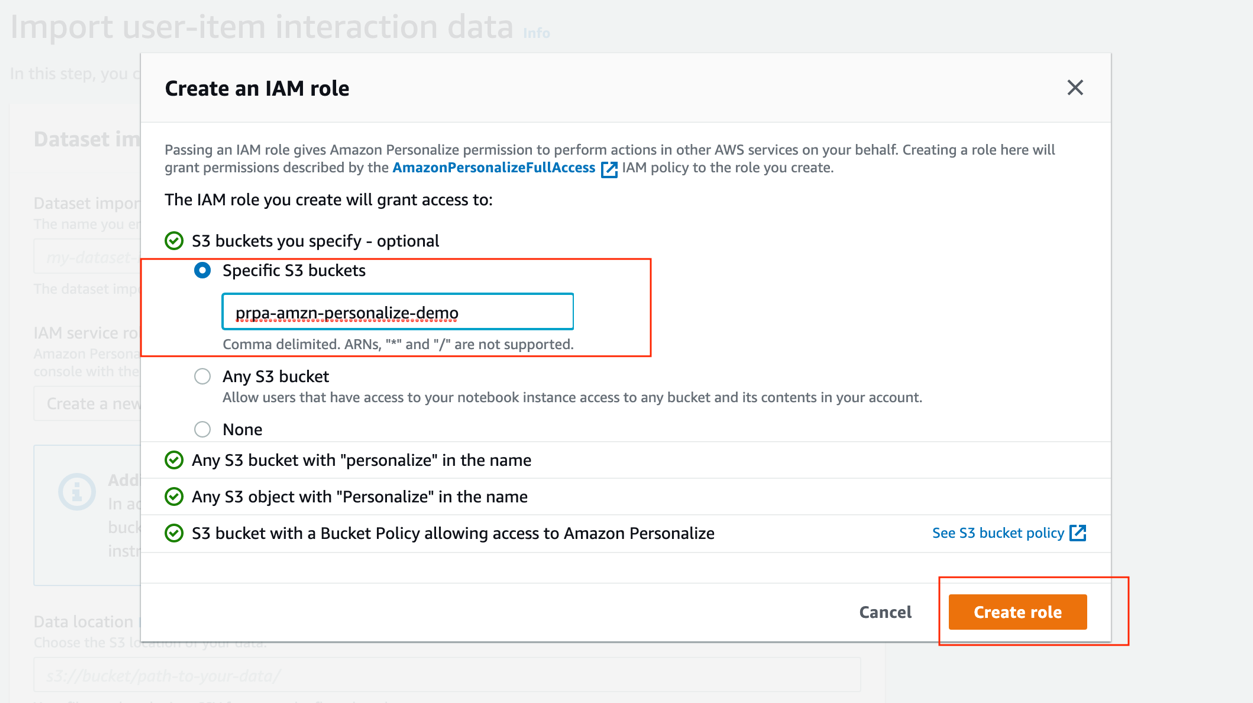 Import user-item interaction data Info
In this step, you c
Create an IAM role
Dataset im
Passing an IAM role gives Amazon Personalize permission to perform actions in other AWS services on your behalf. Creating a role here will
grant permissions described by the AmazonPersonalizeFullAccess IAM policy to the role you create.
The IAM role you create will grant access to:
Dataset impor
The name you en
my-dataset-
The dataset impo
S3 buckets you specify - optional
Specific S3 buckets
prpa-amzn-personalize-demo
Comma delimited. ARNs, "*" and "/" are not supported.
IAM service ro
Amazon Persona
console with the
Create a new
Any S3 bucket
Allow users that have access to your notebook instance access to any bucket and its contents in your account.
None
Any S3 bucket with "personalize" in the name
Any S3 object with "Personalize" in the name
S3 bucket with a Bucket Policy allowing access to Amazon Personalize
See S3 bucket policy
Add
In ac
buck
instr
Cancel
Create role
Data location
Choose the S3 location of your data.
s3://bucket/path-to-your-data/